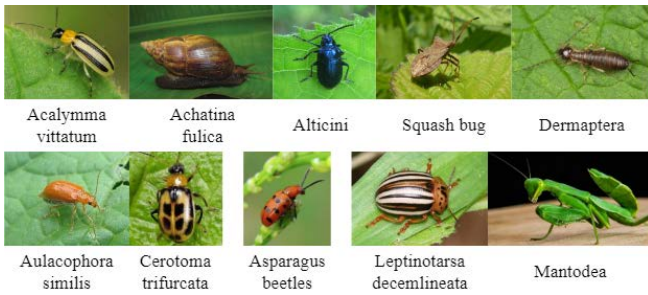 Acalymma
vittatum
Achatina
fulica
Alticini
Squash bug
Dermaptera
Aulacophora
similis
Cerotoma
trifurcata
Asparagus
beetles
Leptinotarsa
decemlineata
Mantodea